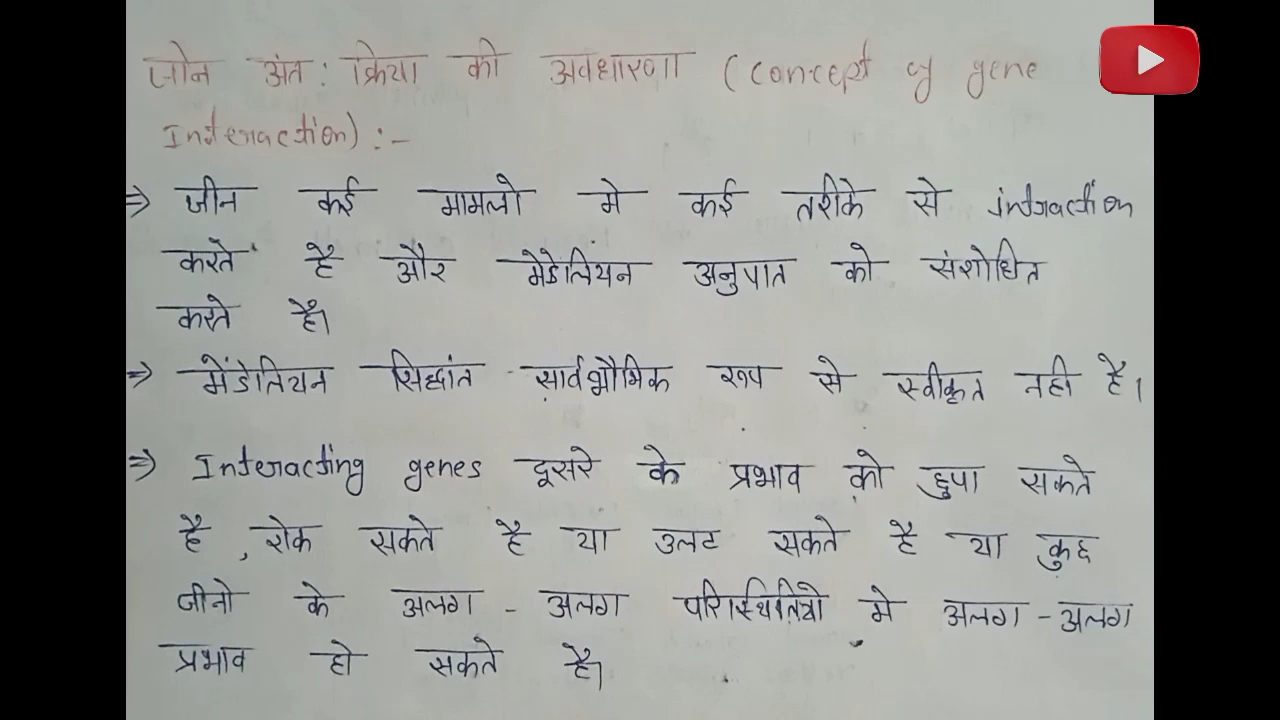 जीन अंत: क्रिया की अवधारणा (Concept of gene
Interaction) :-
⇒ जीन कई मामलो मे कई तरीके से intraction
करते है और मेंडेलियन अनुपात को संशोधित
करते है।
⇒ मेंडेलियन सिद्धांत सार्वभौमिक रूप से स्वीकृत नही है।
⇒ Interacting genes दूसरे के प्रभाव को छुपा सकते
है , रोक सकते है या उलट सकते है या कुछ
जीनो के अलग - अलग परिस्थितियो मे अलग - अलग
प्रभाव हो सकते है।